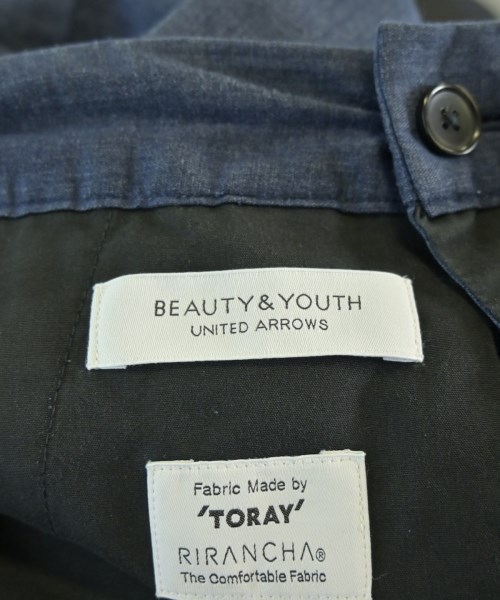 BEAUTY&YOUTH
UNITED ARROWS
Fabric Made by
'TORAY'
RIRANCHA®
The Comfortable Fabric